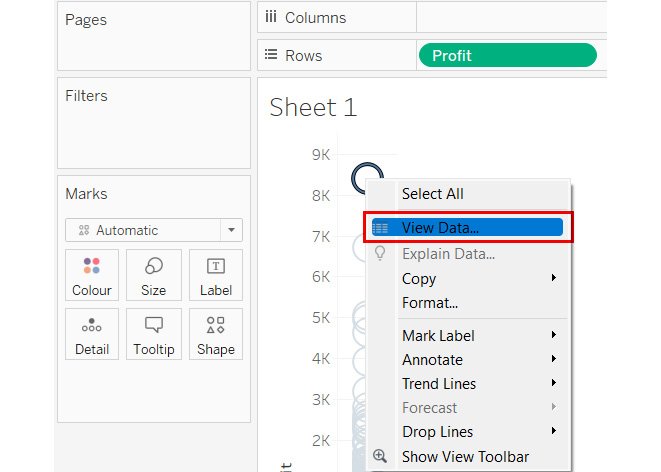 Pages
Columns
Rows
Profit
Filters
Sheet 1
9K
8K
7K
6K
5K
4K
3K
2K
Marks
Automatic
Colour
Size
Label
Detail
Tooltip
Shape
Select All
View Data...
Explain Data...
Copy
Format...
Mark Label
Annotate
Trend Lines
Forecast
Drop Lines
Show View Toolbar